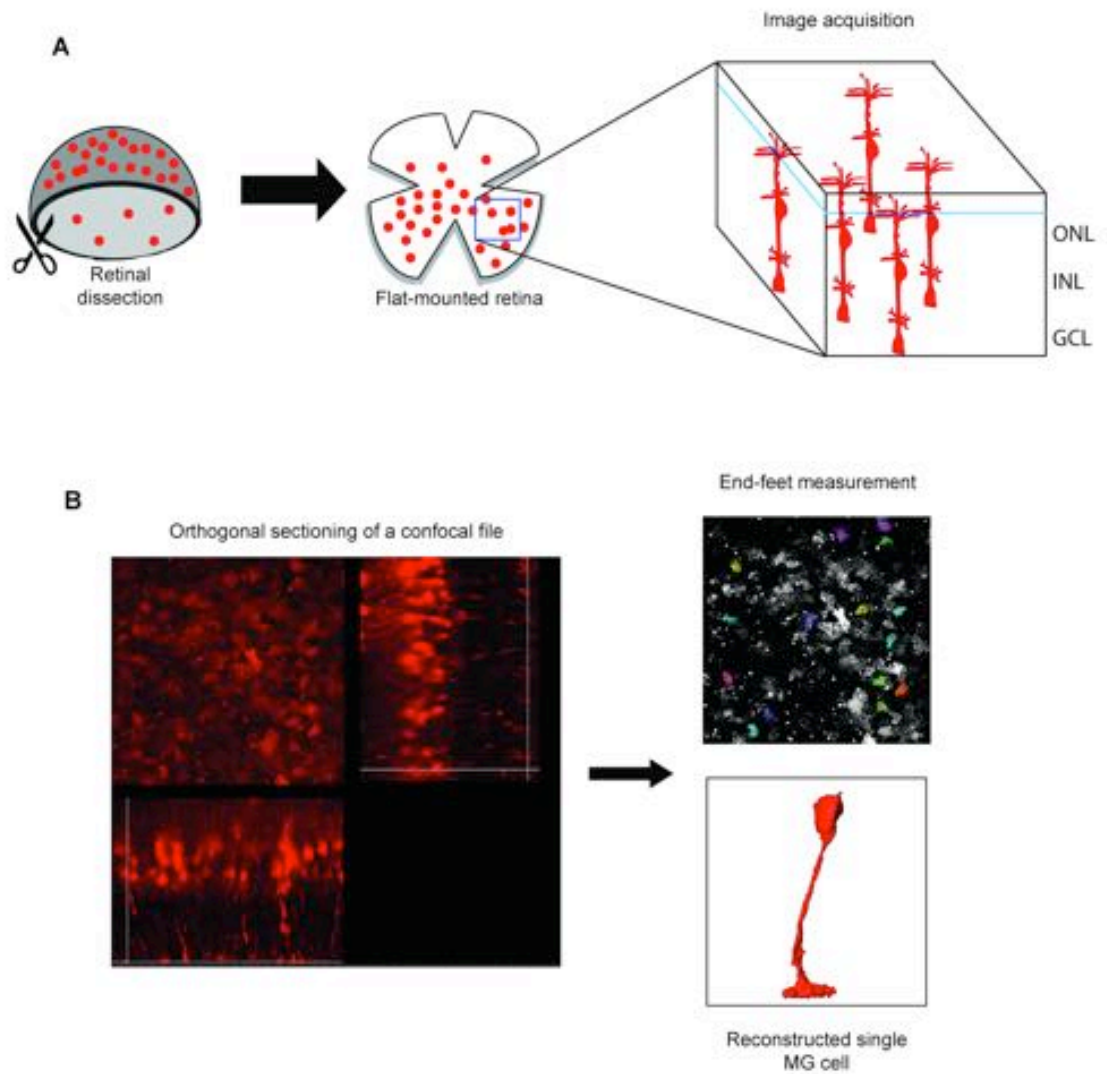 A
Image acquisition
Retinal
dissection
Flat-mounted retina
ONL
INL
GCL
B
Orthogonal sectioning of a confocal file
End-feet measurement
Reconstructed single
MG cell